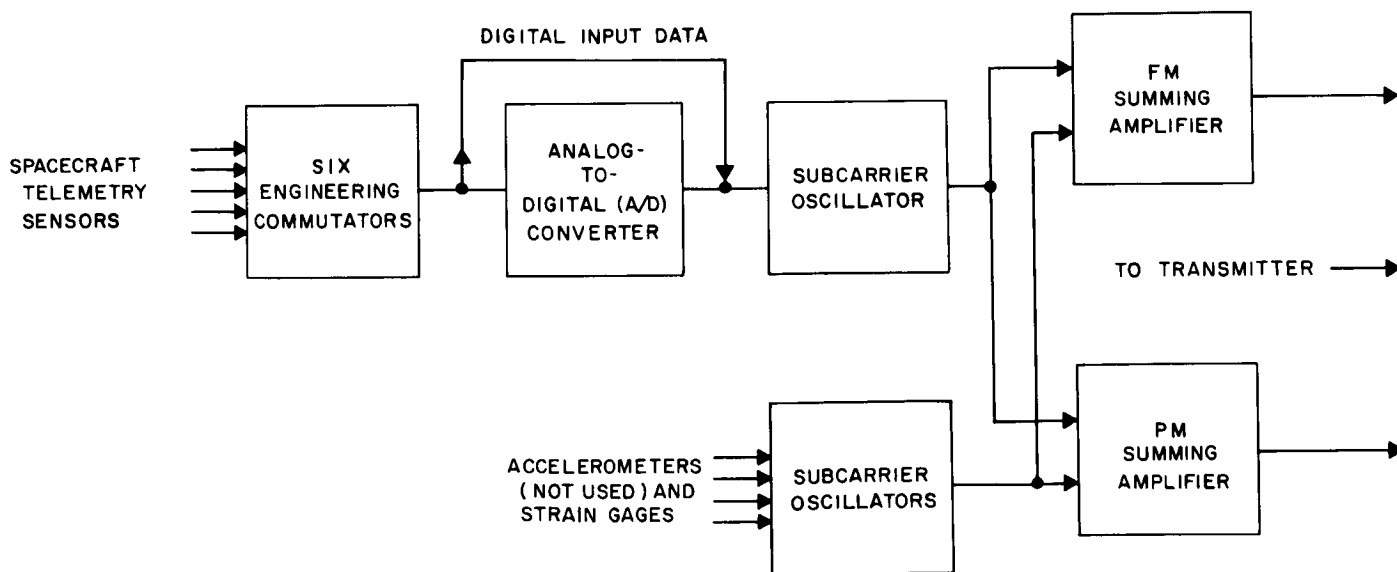 DIGITAL INPUT DATA
SPACECRAFT
TELEMETRY
SENSORS
SIX
ENGINEERING
COMMUTATORS
ANALOG-
TO-
DIGITAL (A/D)
CONVERTER
SUBCARRIER
OSCILLATOR
FM
SUMMING
AMPLIFIER
TO TRANSMITTER
ACCELEROMETERS
(NOT USED) AND
STRAIN GAGES
SUBCARRIER
OSCILLATORS
PM
SUMMING
AMPLIFIER